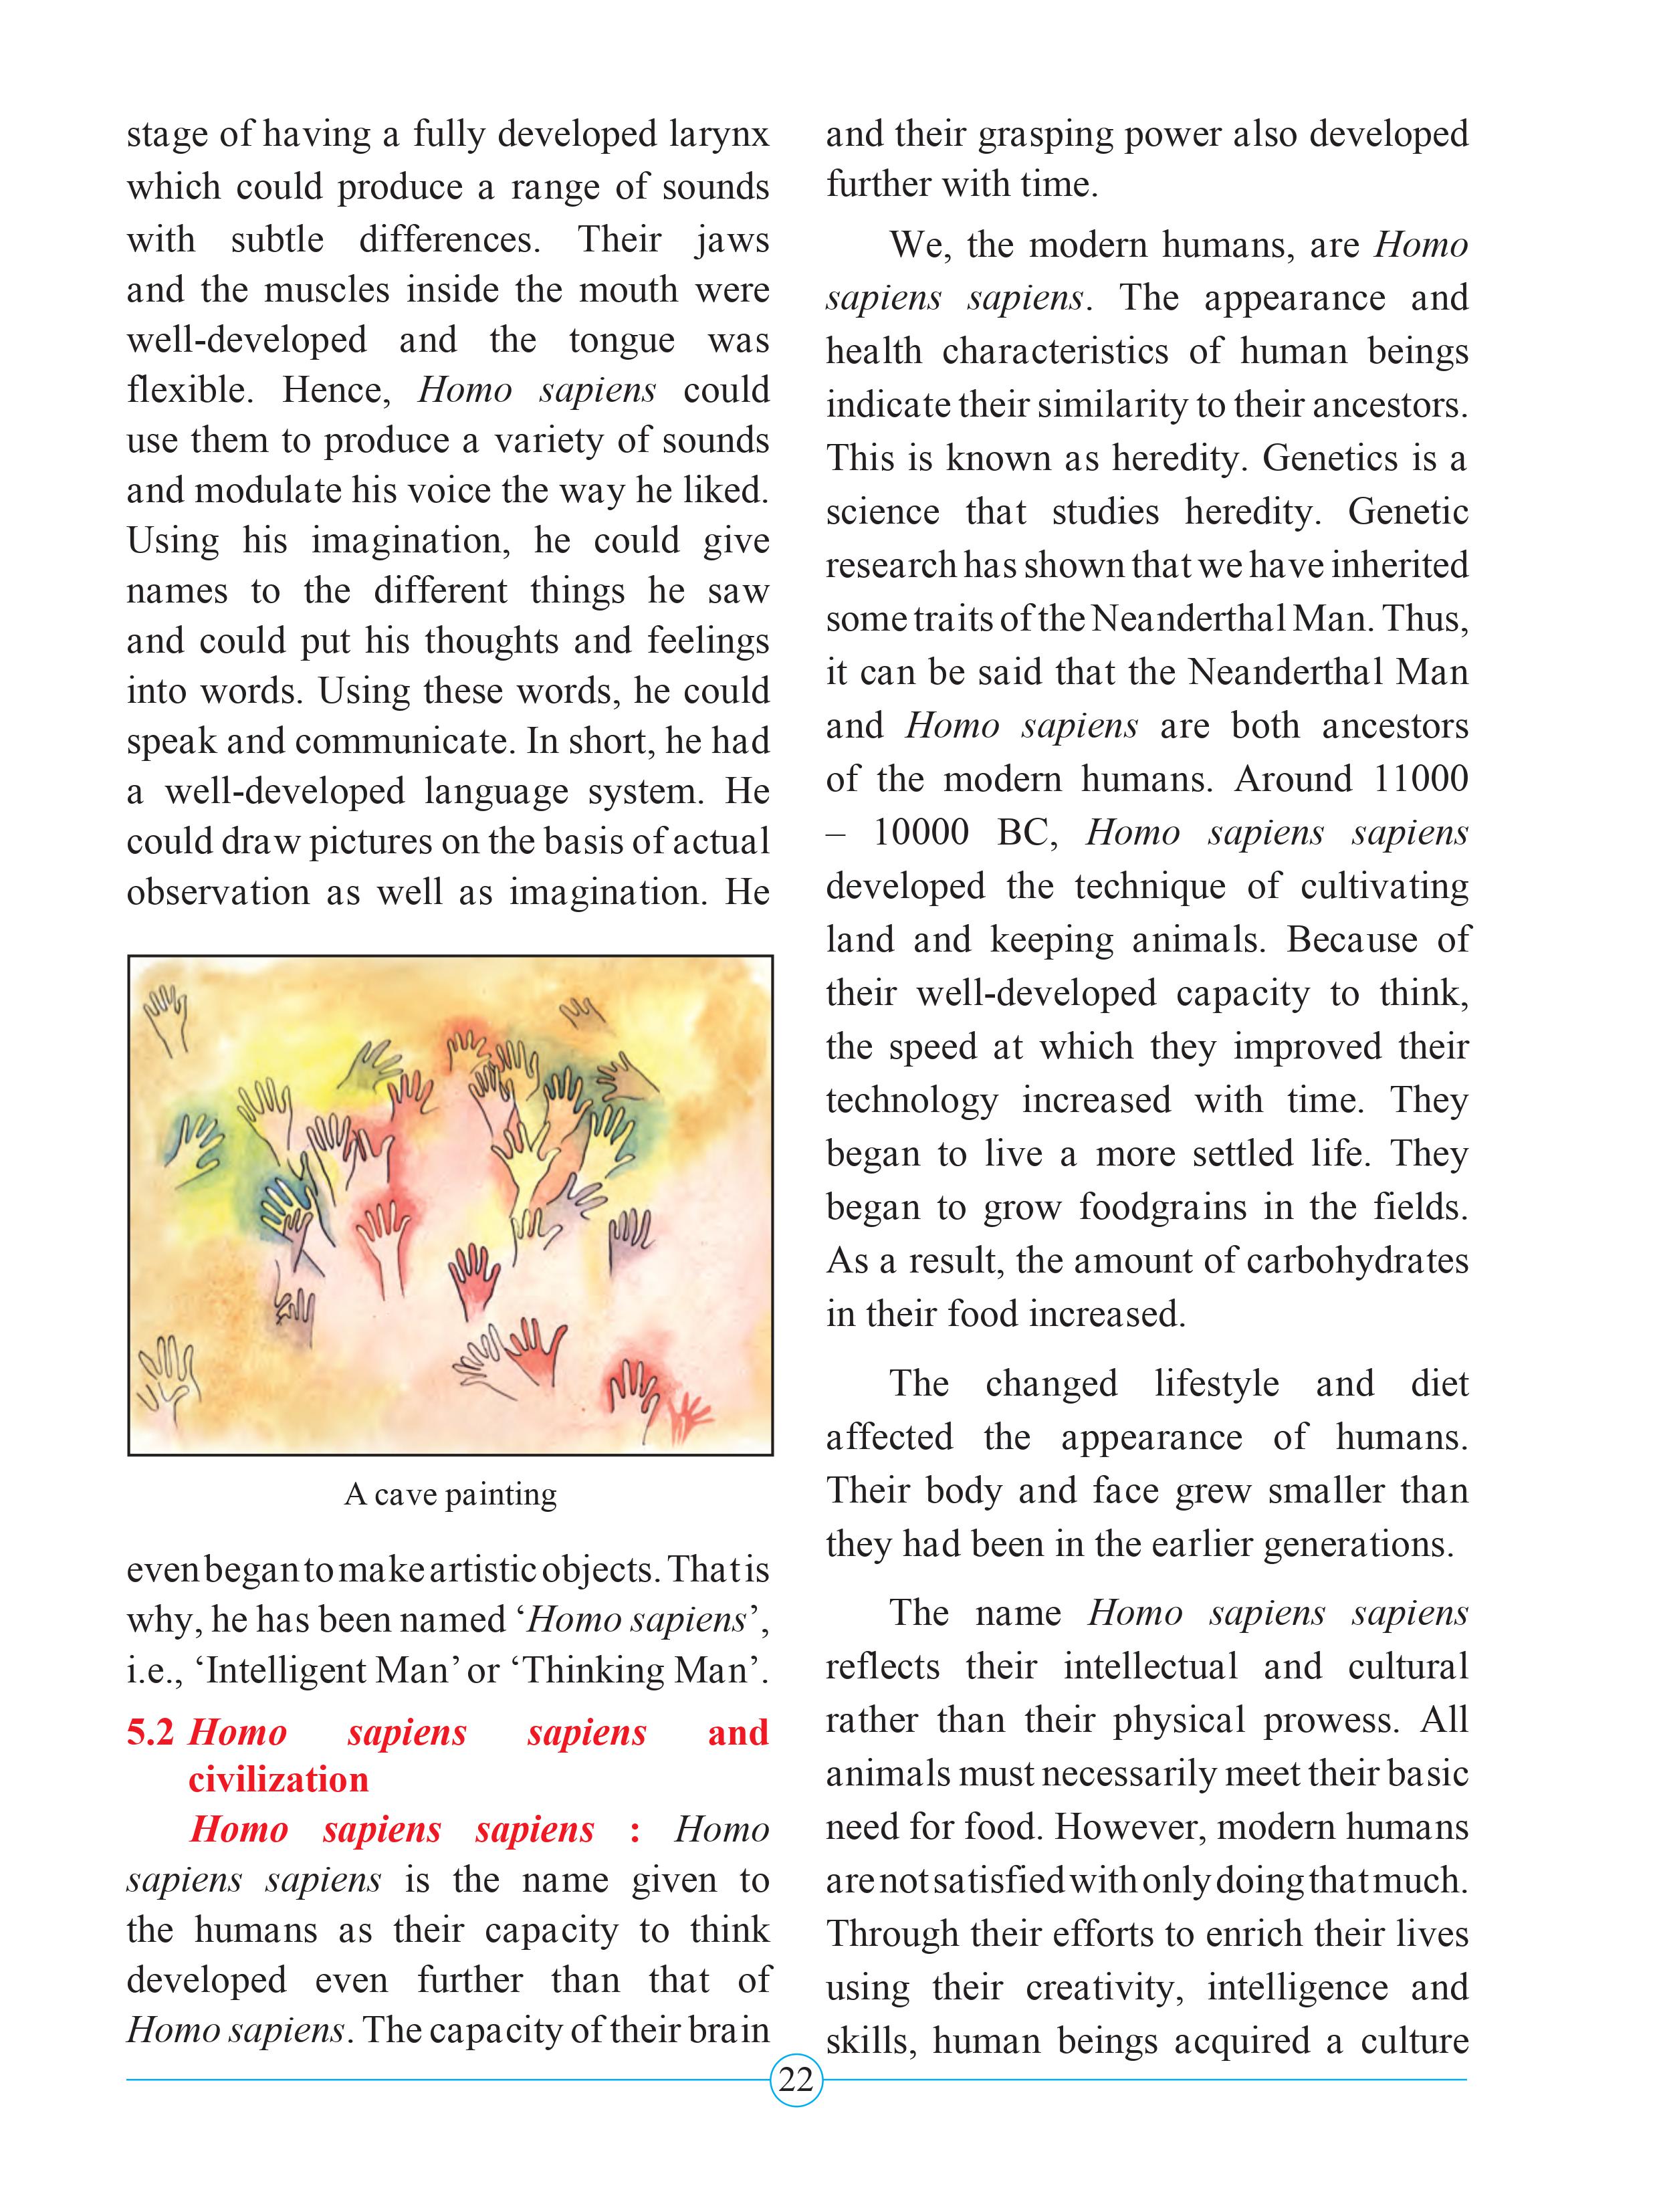 stage of having a fully developed larynx
which could produce a range of sounds
with subtle differences. Their jaws
and the muscles inside the mouth were
well-developed and the tongue was
flexible. Hence, Homo sapiens could
use them to produce a variety of sounds
and modulate his voice the way he liked.
Using his imagination, he could give
names to the different things he saw
and could put his thoughts and feelings
into words. Using these words, he could
speak and communicate. In short, he had
a well-developed language system. He
could draw pictures on the basis of actual
observation as well as imagination. He
A cave painting
even began to make artistic objects. That is
why, he has been named ‘Homo sapiens’,
i.e., ‘Intelligent Man’ or ‘Thinking Man’.
5.2 Homo sapiens sapiens and
civilization
Homo sapiens sapiens : Homo
sapiens sapiens is the name given to
the humans as their capacity to think
developed even further than that of
Homo sapiens. The capacity of their brain
and their grasping power also developed
further with time.
We, the modern humans, are Homo
sapiens sapiens. The appearance and
health characteristics of human beings
indicate their similarity to their ancestors.
This is known as heredity. Genetics is a
science that studies heredity. Genetic
research has shown that we have inherited
some traits of the Neanderthal Man. Thus,
it can be said that the Neanderthal Man
and Homo sapiens are both ancestors
of the modern humans. Around 11000
– 10000 BC, Homo sapiens sapiens
developed the technique of cultivating
land and keeping animals. Because of
their well-developed capacity to think,
the speed at which they improved their
technology increased with time. They
began to live a more settled life. They
began to grow foodgrains in the fields.
As a result, the amount of carbohydrates
in their food increased.
The changed lifestyle and diet
affected the appearance of humans.
Their body and face grew smaller than
they had been in the earlier generations.
The name Homo sapiens sapiens
reflects their intellectual and cultural
rather than their physical prowess. All
animals must necessarily meet their basic
need for food. However, modern humans
are not satisfied with only doing that much.
Through their efforts to enrich their lives
using their creativity, intelligence and
skills, human beings acquired a culture
22